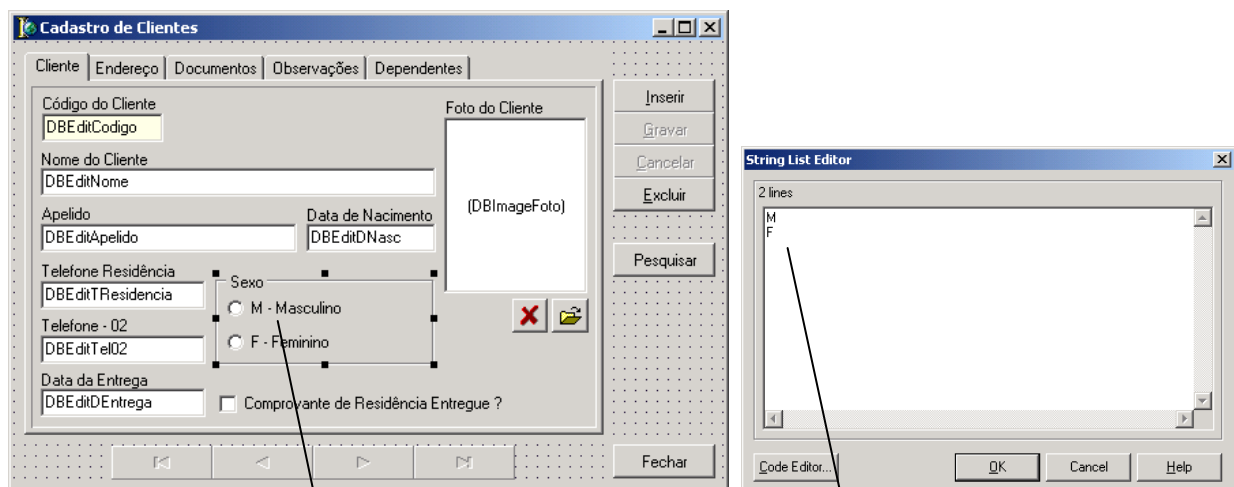 Cadastro de Clientes
Cliente Endereço Documentos Observações Dependentes
Código do Cliente
DBEditCodigo
Nome do Cliente
DBEditNome
Apelido
DBEditApelido
Data de Nacimento
DBEditDNasc
Telefone Residência
DBEditTResidencia
Telefone - 02
DBEditTel02
Data da Entrega
DBEditDEntrega
Sexo
M - Masculino
F - Feminino
Comprovante de Residência Entregue ?
Foto do Cliente
(DBImageFoto)
Inserir
Gravar
Cancelar
Excluir
Pesquisar
Fechar
String List Editor
2 lines
M
F
Code Editor...
OK
Cancel
Help